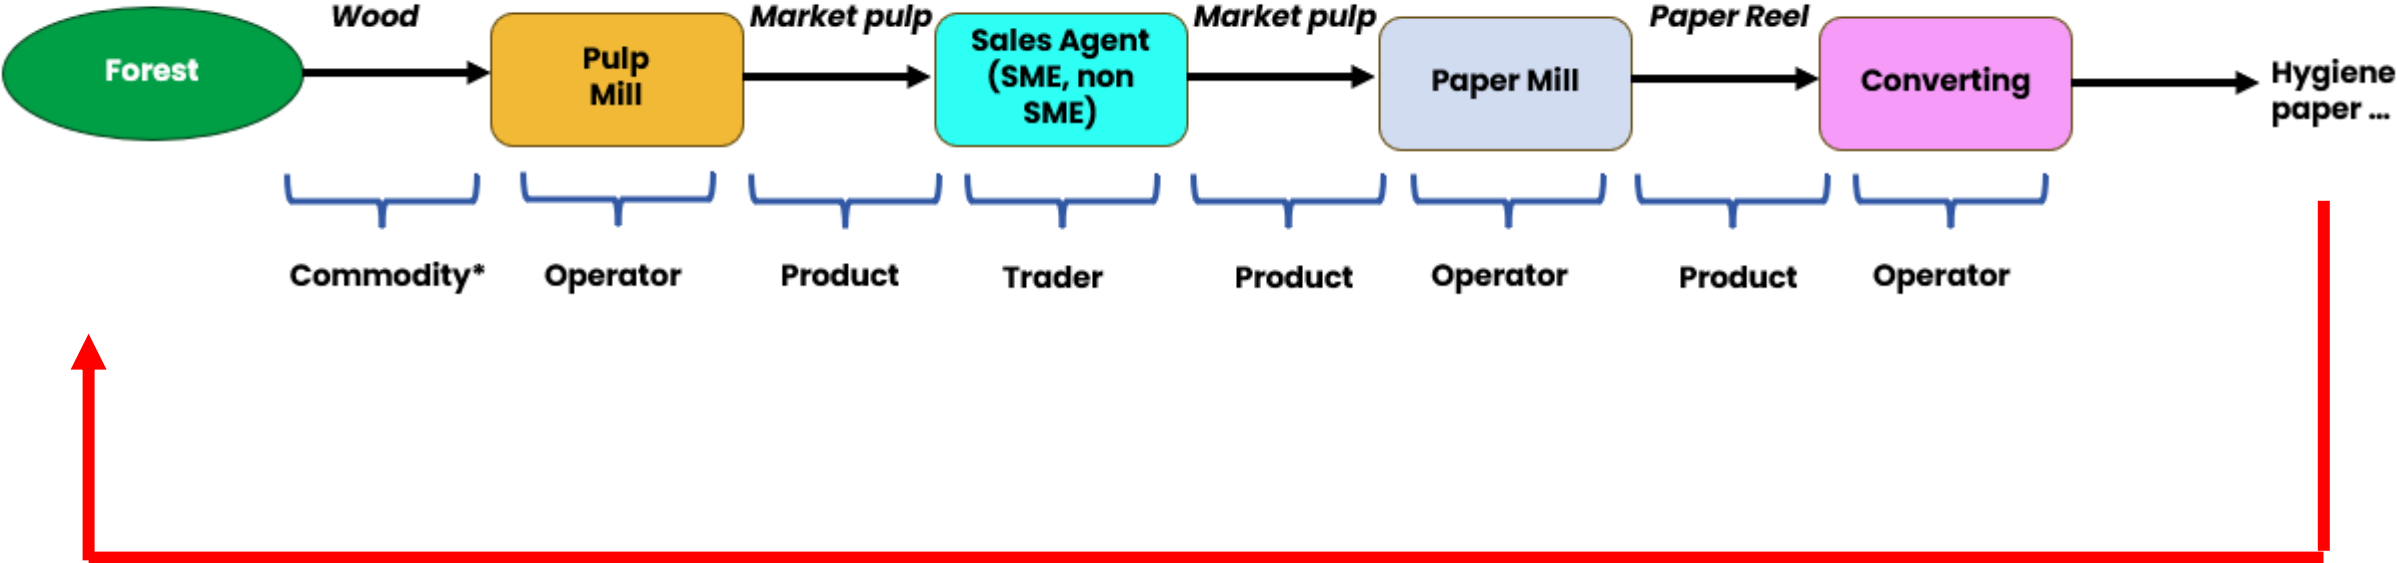 Wood
Market pulp
Market pulp
Paper Reel
Forest
Pulp
Mill
Sales Agent
(SME, non
SME)
Paper Mill
Converting
Hygiene
paper ...
Commodity*
Operator
Product
Trader
Product
Operator
Product
Operator